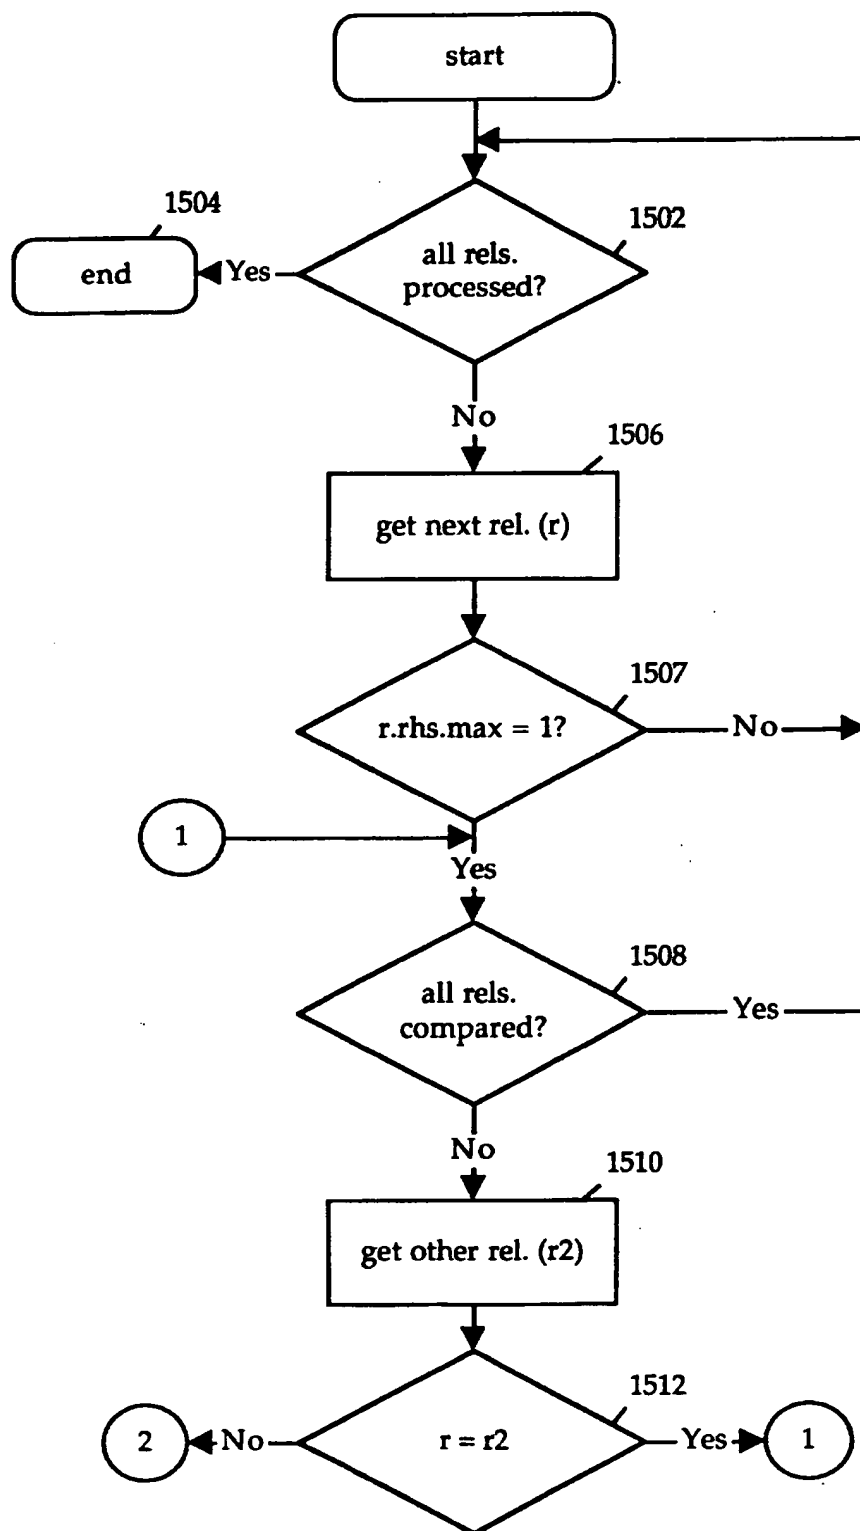 start
1504
1502
all rels.
processed?
end
Yes
No
1506
get next rel. (r)
1507
r.rhs.max = 1?
No
1
Yes
1508
all rels.
compared?
Yes
No
1510
get other rel. (r2)
1512
2
No
r = r2
Yes
1